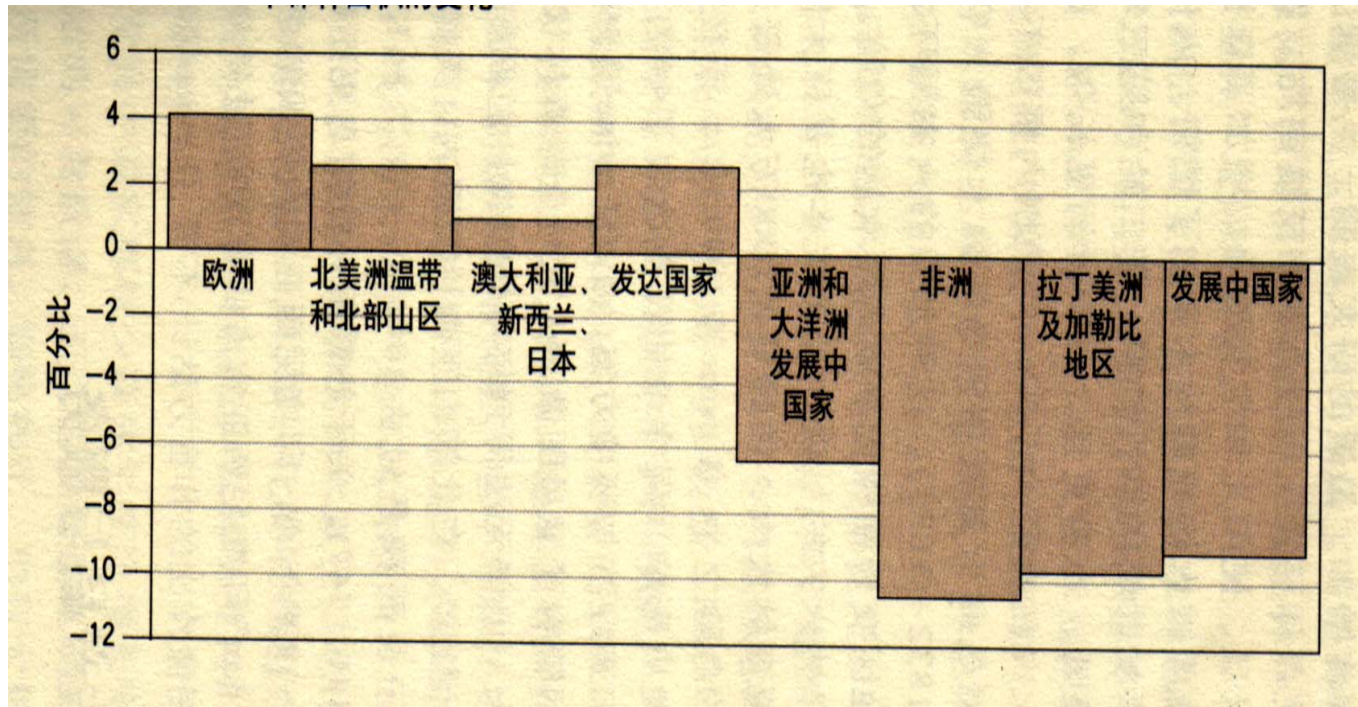 6
4
2
0
-2
-4
-6
-8
-10
-12
百分比
欧洲
北美洲温带
和北部山区
澳大利亚、
新西兰、
日本
发达国家
亚洲和
大洋洲
发展中
国家
非洲
拉丁美洲
及加勒比
地区
发展中国家